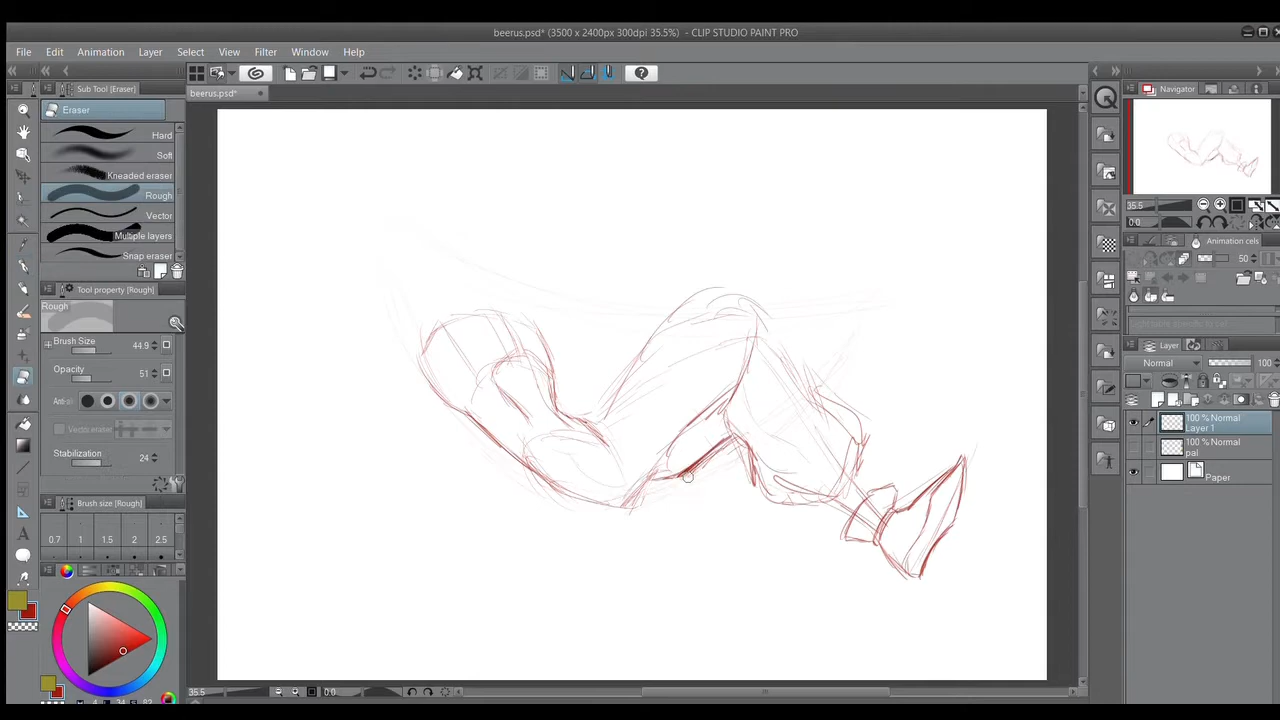 beerus.psd* (3500 x 2400px 300dpi 35.5%) - CLIP STUDIO PAINT PRO
File Edit Animation Layer Select View Filter Window Help
Sub Tool [Eraser]
beerus.psd*
Navigator
Eraser
Hard
Soft
Kneaded eraser
Rough
Vector
Multiple layers
Snap eraser
35.5
0.0
Animation cels
50
Tool property [Rough]
Rough
Brush Size 44.9
Opacity 51
Vector eraser
Stabilization 24
Layer
Normal 100
100 % Normal
Layer 1
100 % Normal
pal
Paper
Brush size [Rough]
0.7 1 1.5 2 2.5
35.5 0.0